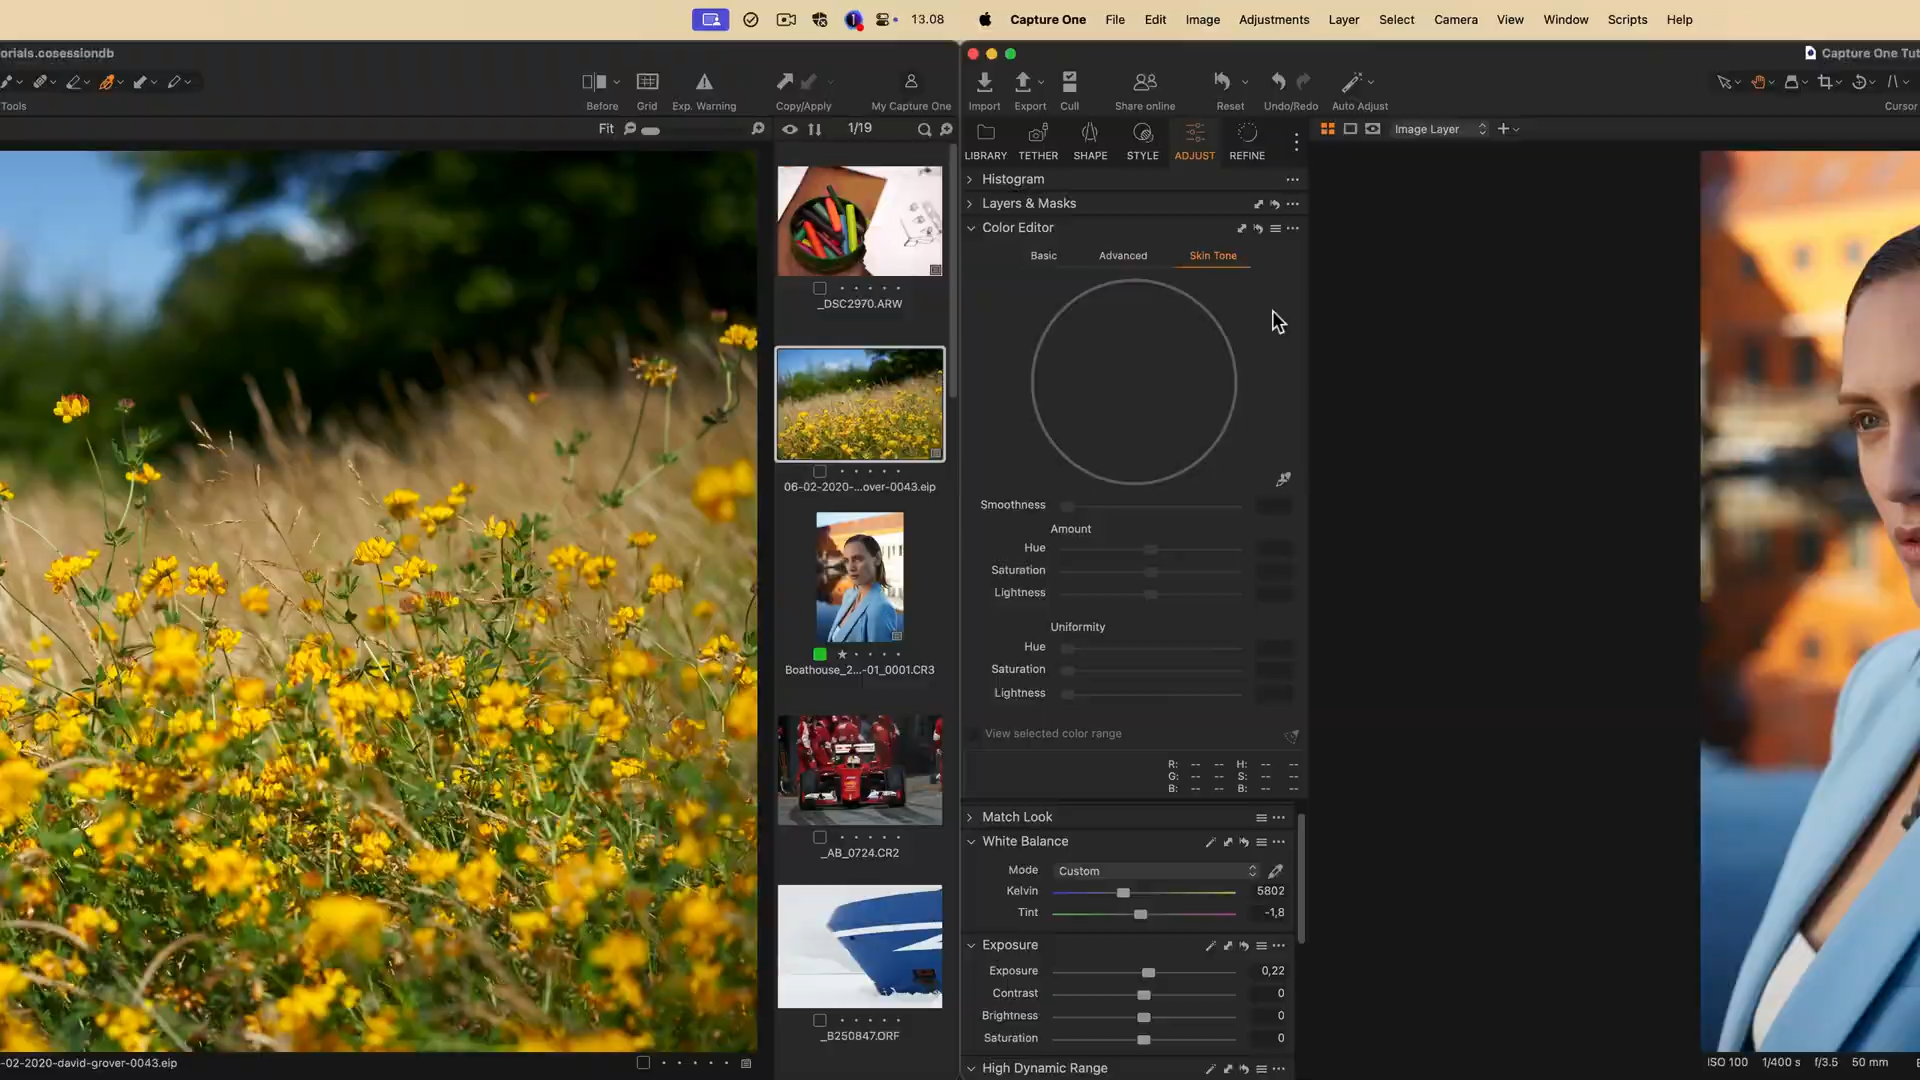 13.08
Capture One
File
Edit
Image
Adjustments
Layer
Select
Camera
View
Window
Scripts
Help
orials.cosessiondb
Tools
Before
Grid
Exp. Warning
Copy/Apply
My Capture One
Fit
1/19
_DSC2970.ARW
06-02-2020-...over-0043.eip
Boathouse_2...-01_0001.CR3
_AB_0724.CR2
_B250847.ORF
-02-2020-david-grover-0043.eip
Capture One Tut
Import
Export
Cull
Share online
Reset
Undo/Redo
Auto Adjust
Cursor
LIBRARY
TETHER
SHAPE
STYLE
ADJUST
REFINE
Image Layer
Histogram
Layers & Masks
Color Editor
Basic
Advanced
Skin Tone
Smoothness
Amount
Hue
Saturation
Lightness
Uniformity
Hue
Saturation
Lightness
View selected color range
R: -- -- H: -- --
G: -- -- S: -- --
B: -- -- B: -- --
Match Look
White Balance
Mode Custom
Kelvin 5802
Tint -1,8
Exposure
Exposure 0,22
Contrast 0
Brightness 0
Saturation 0
High Dynamic Range
ISO 100 1/400 s f/3.5 50 mm